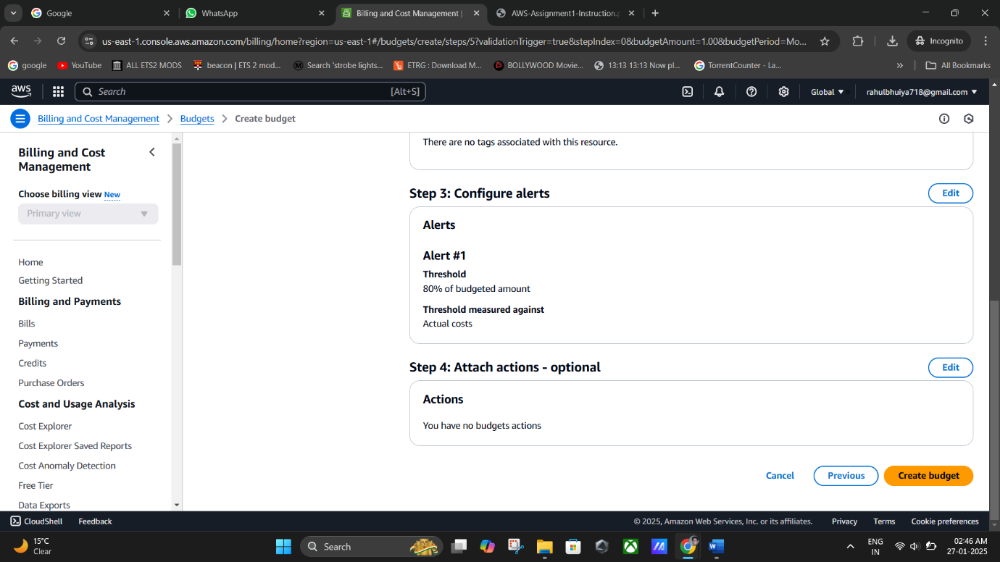 Google
WhatsApp
Billing and Cost Management |
AWS-Assignment1-Instruction.p
us-east-1.console.aws.amazon.com/billing/home?region=us-east-1#/budgets/create/steps/5?validationTrigger=true&stepIndex=0&budgetAmount=1.00&budgetPeriod=Mo...
Incognito
google
YouTube
ALL ETS2 MODS
beacon | ETS 2 mod...
Search 'strobe lights...
ETRG : Download M...
BOLLYWOOD Movie...
13:13 13:13 Now pl...
TorrentCounter - La...
All Bookmarks
aws
Search
[Alt+S]
Global
rahulbhuiya718@gmail.com
Billing and Cost Management
Budgets
Create budget
Billing and Cost
Management
Choose billing view New
Primary view
Home
Getting Started
Billing and Payments
Bills
Payments
Credits
Purchase Orders
Cost and Usage Analysis
Cost Explorer
Cost Explorer Saved Reports
Cost Anomaly Detection
Free Tier
Data Exports
There are no tags associated with this resource.
Step 3: Configure alerts
Edit
Alerts
Alert #1
Threshold
80% of budgeted amount
Threshold measured against
Actual costs
Step 4: Attach actions - optional
Edit
Actions
You have no budgets actions
Cancel
Previous
Create budget
CloudShell
Feedback
© 2025, Amazon Web Services, Inc. or its affiliates.
Privacy
Terms
Cookie preferences
15°C
Clear
Search
ENG
IN
02:46 AM
27-01-2025